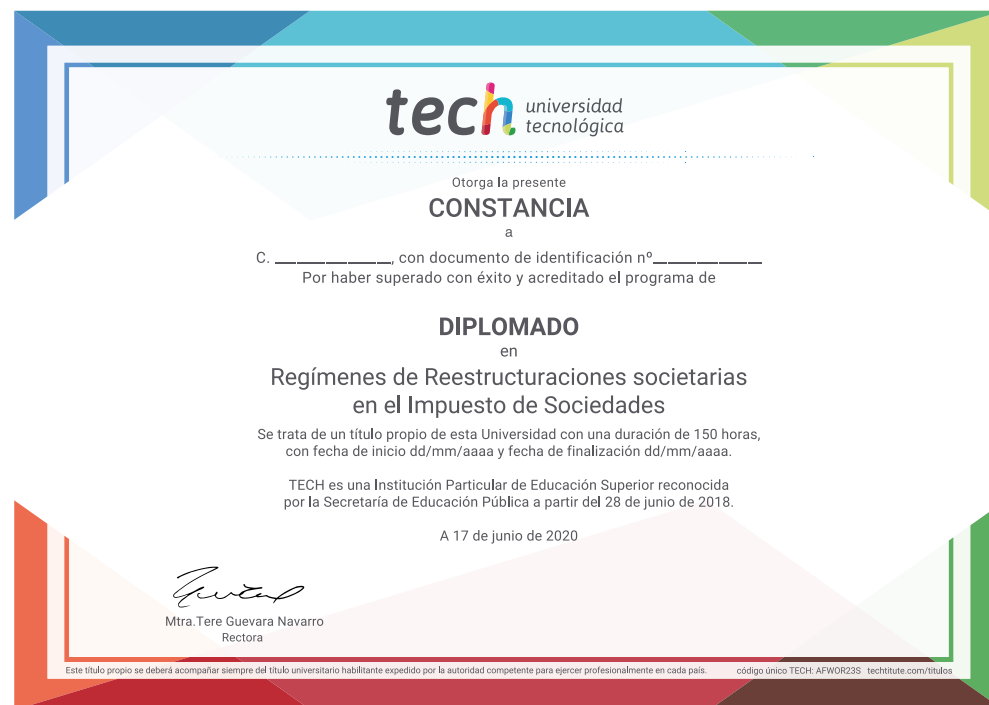 tech universidad
tecnológica
Otorga la presente
CONSTANCIA
a
C. ________________, con documento de identificación nº_______________
Por haber superado con éxito y acreditado el programa de
DIPLOMADO
en
Regímenes de Reestructuraciones societarias
en el Impuesto de Sociedades
Se trata de un título propio de esta Universidad con una duración de 150 horas,
con fecha de inicio dd/mm/aaaa y fecha de finalización dd/mm/aaaa.
TECH es una Institución Particular de Educación Superior reconocida
por la Secretaría de Educación Pública a partir del 28 de junio de 2018.
A 17 de junio de 2020
Mtra.Tere Guevara Navarro
Rectora
Este título propio se deberá acompañar siempre del título universitario habilitante expedido por la autoridad competente para ejercer profesionalmente en cada país. código único TECH: AFWOR23S techtitute.com/titulos